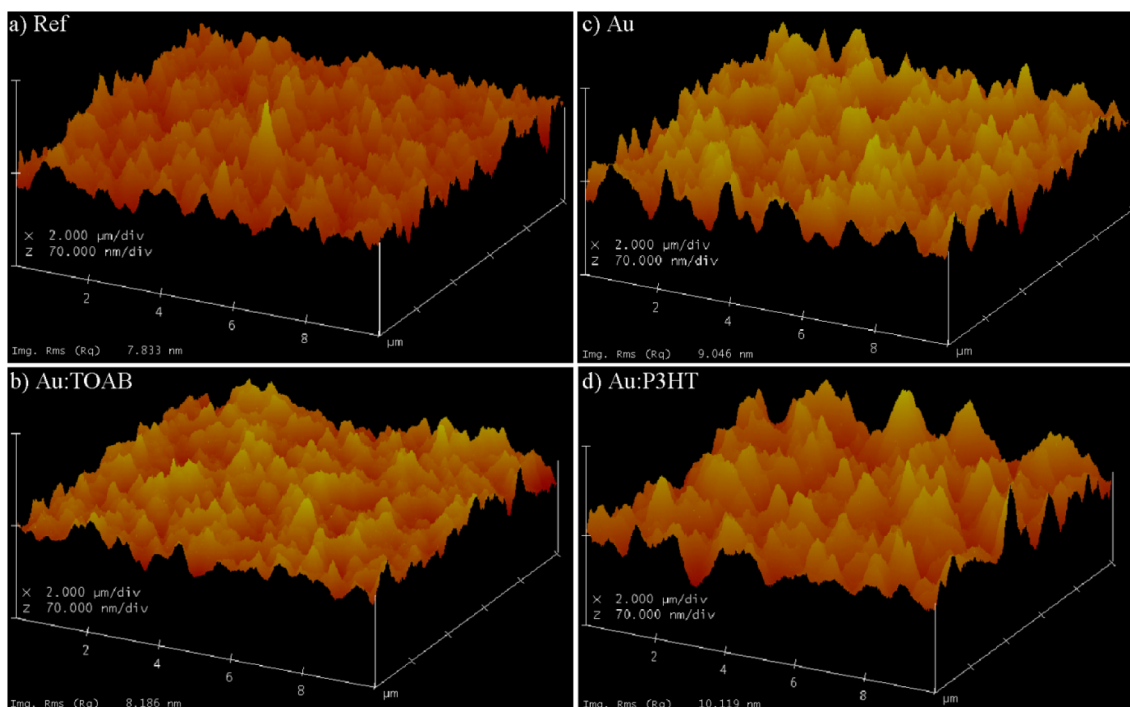 a) Ref
X 2.000 µm/div
Z 70.000 nm/div
2
4
6
8
µm
Img. Rms (Rq) 7.833 nm
c) Au
X 2.000 µm/div
Z 70.000 nm/div
2
4
6
8
µm
Img. Rms (Rq) 9.046 nm
b) Au:TOAB
X 2.000 µm/div
Z 70.000 nm/div
2
4
6
8
µm
Img. Rms (Rq) 8.186 nm
d) Au:P3HT
X 2.000 µm/div
Z 70.000 nm/div
2
4
6
8
µm
Img. Rms (Rq) 10.119 nm